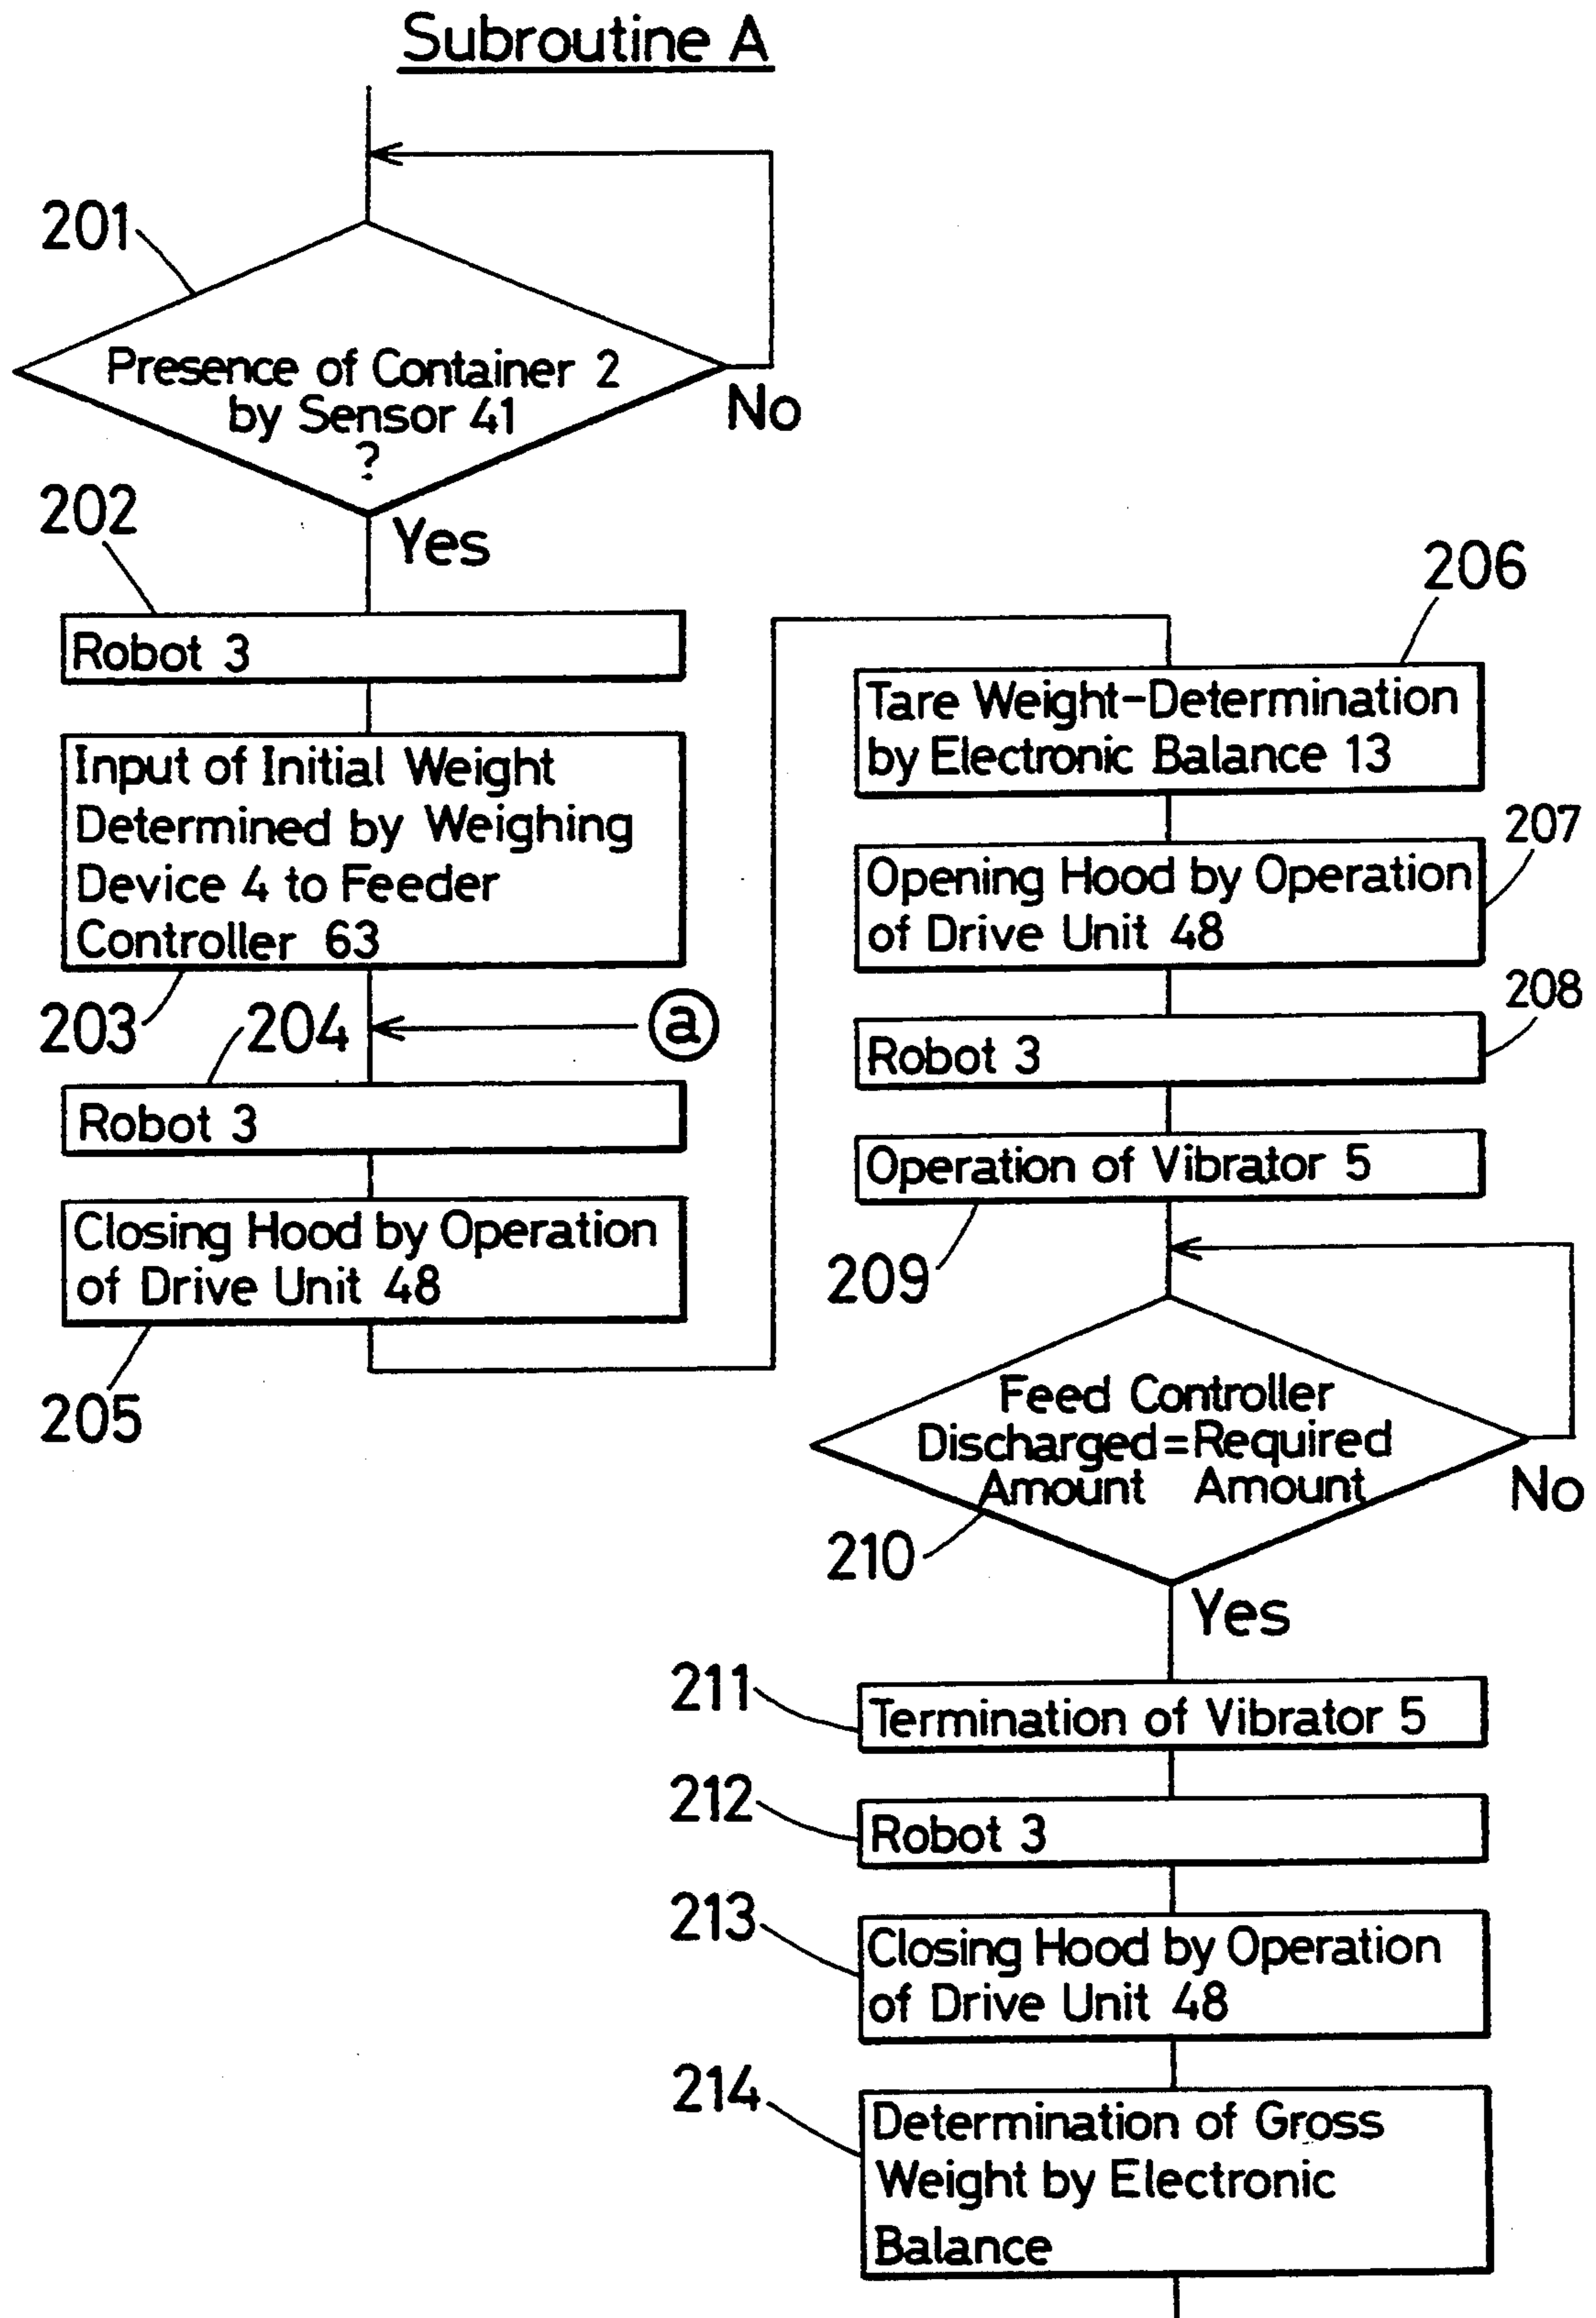 Subroutine A
201
Presence of Container 2
by Sensor 41
?
No
Yes
202
Robot 3
Input of Initial Weight
Determined by Weighing
Device 4 to Feeder
Controller 63
203
204
a
Robot 3
Closing Hood by Operation
of Drive Unit 48
205
206
Tare Weight-Determination
by Electronic Balance 13
207
Opening Hood by Operation
of Drive Unit 48
208
Robot 3
Operation of Vibrator 5
209
Feed Controller
Discharged=Required
Amount Amount
No
210
Yes
211
Termination of Vibrator 5
212
Robot 3
213
Closing Hood by Operation
of Drive Unit 48
214
Determination of Gross
Weight by Electronic
Balance